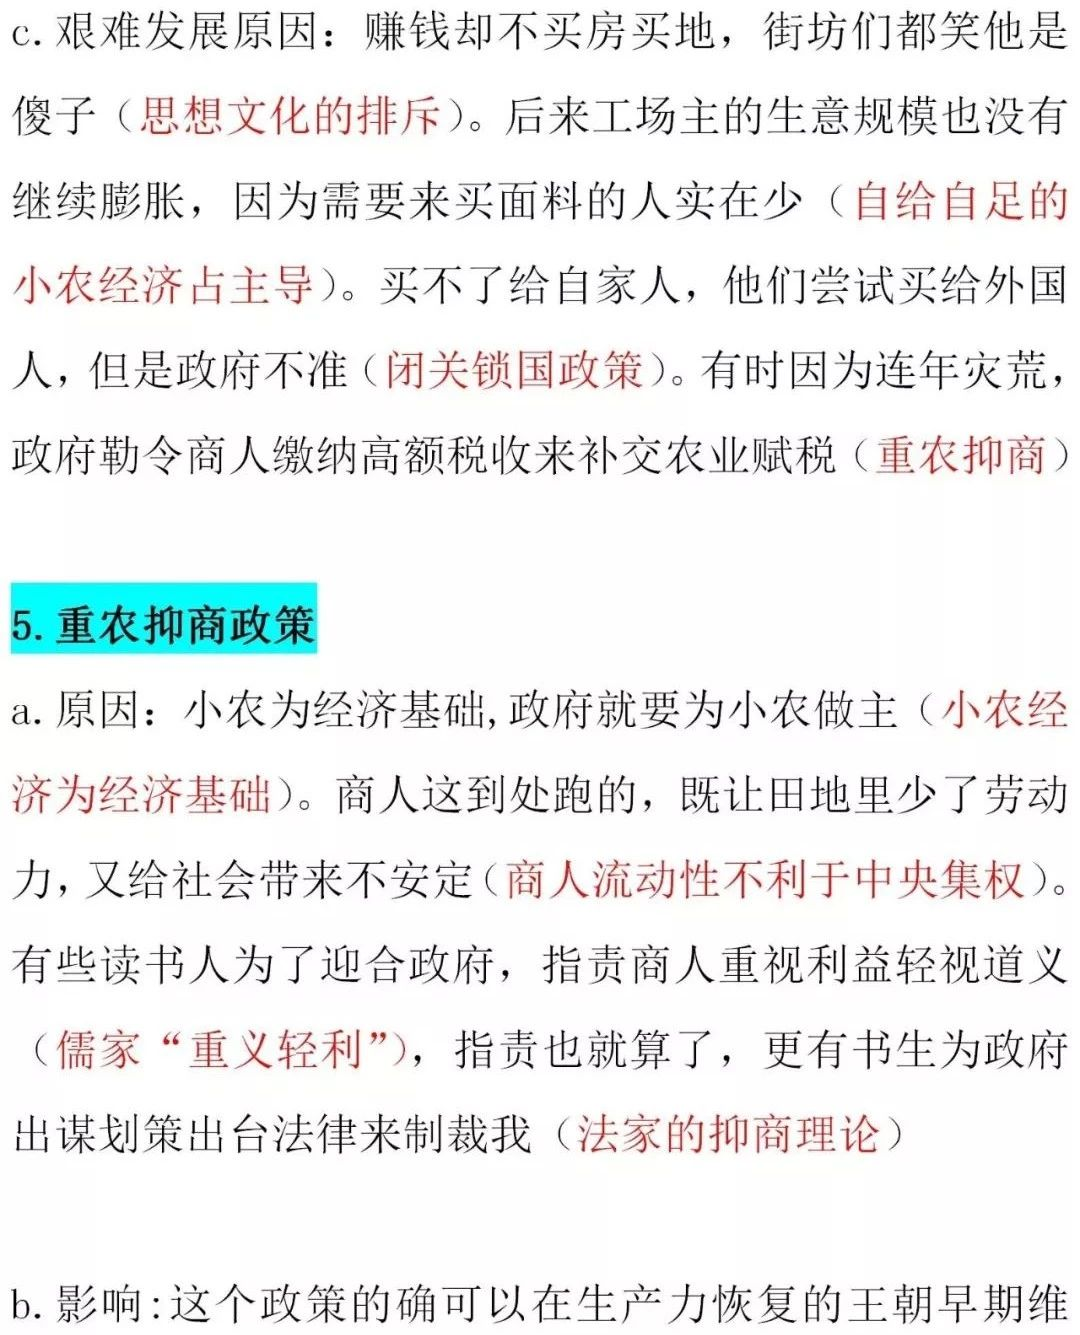 c. 艰难发展原因：赚钱却不买房买地，街坊们都笑他是
傻子（思想文化的排斥）。后来工场主的生意规模也没有
继续膨胀，因为需要来买面料的人实在少（自给自足的
小农经济占主导）。买不了给自家人，他们尝试买给外国
人，但是政府不准（闭关锁国政策）。有时因为连年灾荒，
政府勒令商人缴纳高额税收来补交农业赋税（重农抑商）
5. 重农抑商政策
a. 原因：小农为经济基础,政府就要为小农做主（小农经
济为经济基础）。商人这到处跑的，既让田地里少了劳动
力，又给社会带来不安定（商人流动性不利于中央集权）。
有些读书人为了迎合政府，指责商人重视利益轻视道义
（儒家“重义轻利”），指责也就算了，更有书生为政府
出谋划策出台法律来制裁我（法家的抑商理论）
b. 影响:这个政策的确可以在生产力恢复的王朝早期维